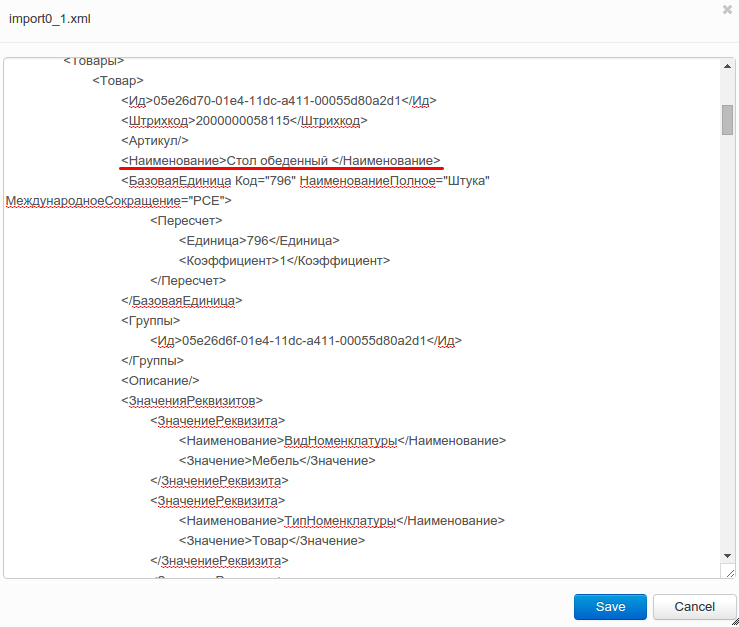 import0_1.xml
<Товары>
<Товар>
<Ид>05e26d70-01e4-11dc-a411-00055d80a2d1</Ид>
<Штрихкод>2000000058115</Штрихкод>
<Артикул/>
<Наименование>Стол обеденный </Наименование>
<БазоваяЕдиница Код="796" НаименованиеПолное="Штука"
МеждународноеСокращение="PCE">
<Пересчет>
<Единица>796</Единица>
<Коэффициент>1</Коэффициент>
</Пересчет>
</БазоваяЕдиница>
<Группы>
<Ид>05e26d6f-01e4-11dc-a411-00055d80a2d1</Ид>
</Группы>
<Описание/>
<ЗначенияРеквизитов>
<ЗначениеРеквизита>
<Наименование>ВидНоменклатуры</Наименование>
<Значение>Мебель</Значение>
</ЗначениеРеквизита>
<ЗначениеРеквизита>
<Наименование>ТипНоменклатуры</Наименование>
<Значение>Товар</Значение>
</ЗначениеРеквизита>
Save Cancel